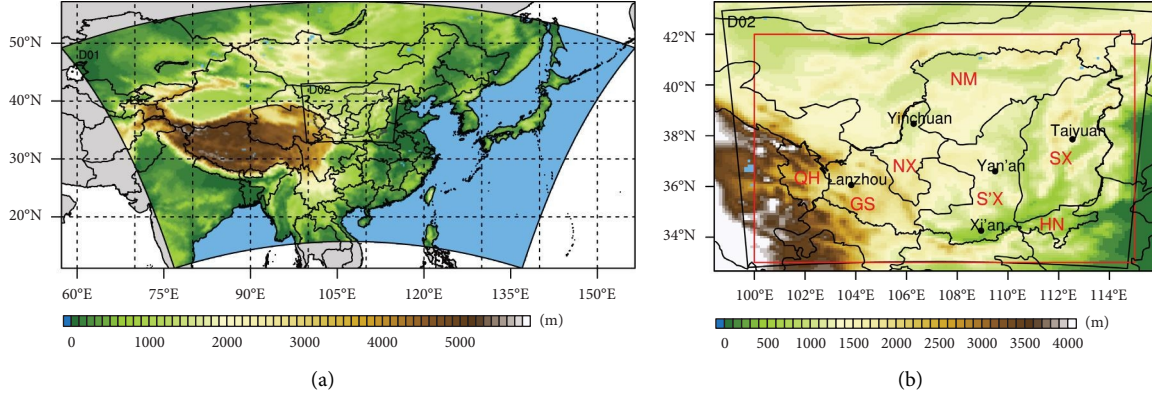 D01
D02
50°N
40°N
30°N
20°N
60°E 75°E 90°E 105°E 120°E 135°E 150°E
0 1000 2000 3000 4000 5000 (m)
(a)
D02
42°N
40°N
38°N
36°N
34°N
NM
Yinchuan
Taiyuan
NX
Yan'an
SX
QH
Lanzhou
GS
S'X
Xi'an
HN
100°E 102°E 104°E 106°E 108°E 110°E 112°E 114°E
0 500 1000 1500 2000 2500 3000 3500 4000 (m)
(b)